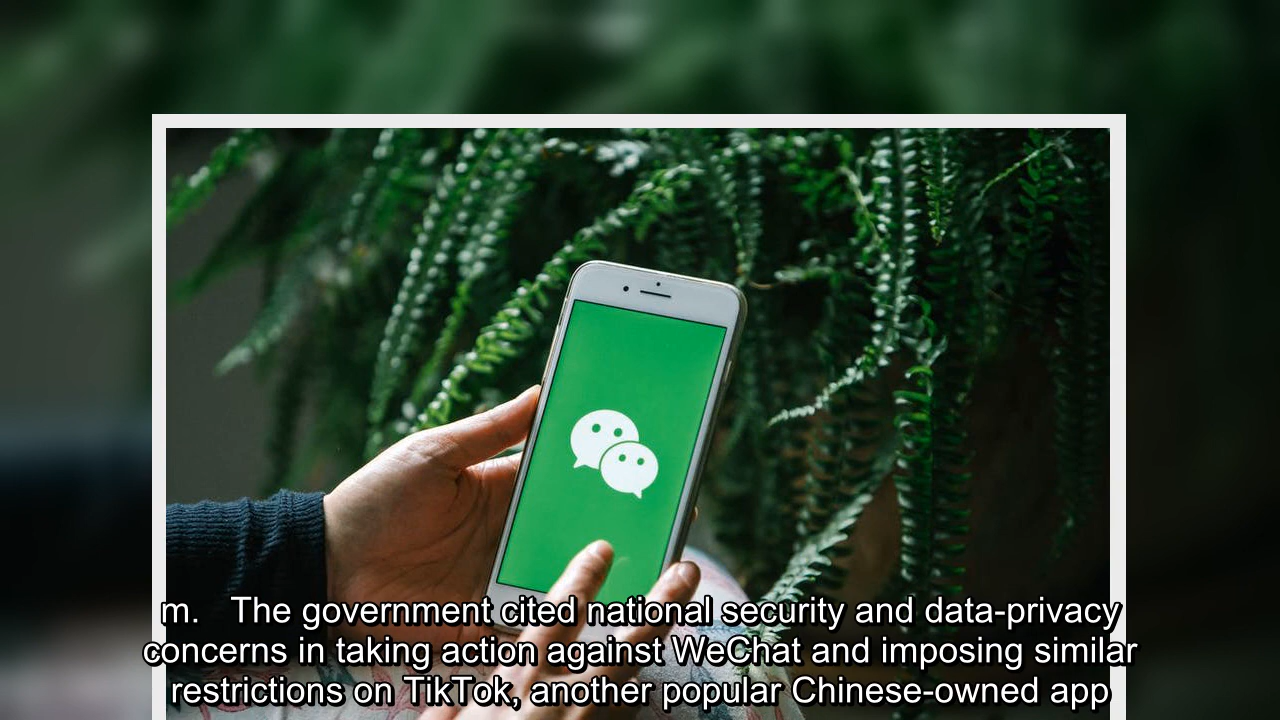 m.   The government cited national security and data-privacy
concerns in taking action against WeChat and imposing similar
restrictions on TikTok, another popular Chinese-owned app